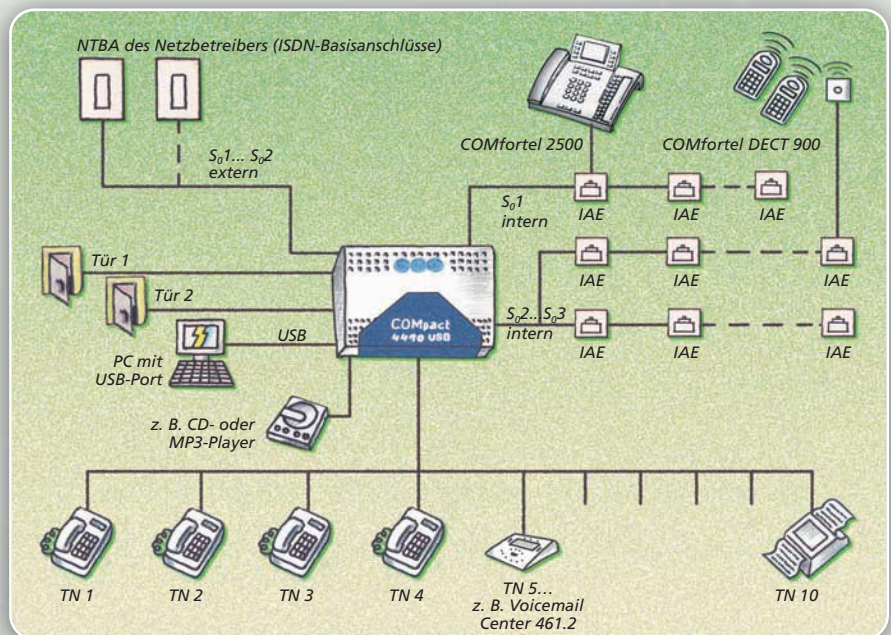 NTBA des Netzbetreibers (ISDN-Basisanschlüsse)
COMfortel 2500
COMfortel DECT 900
S₀1... S₀2
extern
S₀1
intern
IAE
IAE
IAE
Tür 1
Tür 2
IAE
IAE
IAE
COMpact
4410 USB
S₀2...S₀3
intern
USB
IAE
IAE
IAE
PC mit
USB-Port
z. B. CD- oder
MP3-Player
TN 1
TN 2
TN 3
TN 4
TN 5...
z. B. Voicemail
Center 461.2
TN 10